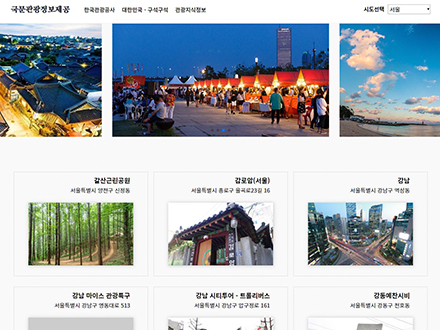 국문관광정보제공
한국관광공사 대한민국 - 구석구석 관광지식정보
시도선택 서울
갈산근린공원
서울특별시 양천구 신정동
감로암(서울)
서울특별시 종로구 율곡로23길 16
강남
서울특별시 강남구 역삼동
강남 마이스 관광특구
서울특별시 강남구 영동대로 513
강남 시티투어 - 트롤리버스
서울특별시 강남구 압구정로 161
강동예찬시비
서울특별시 강동구 천호동